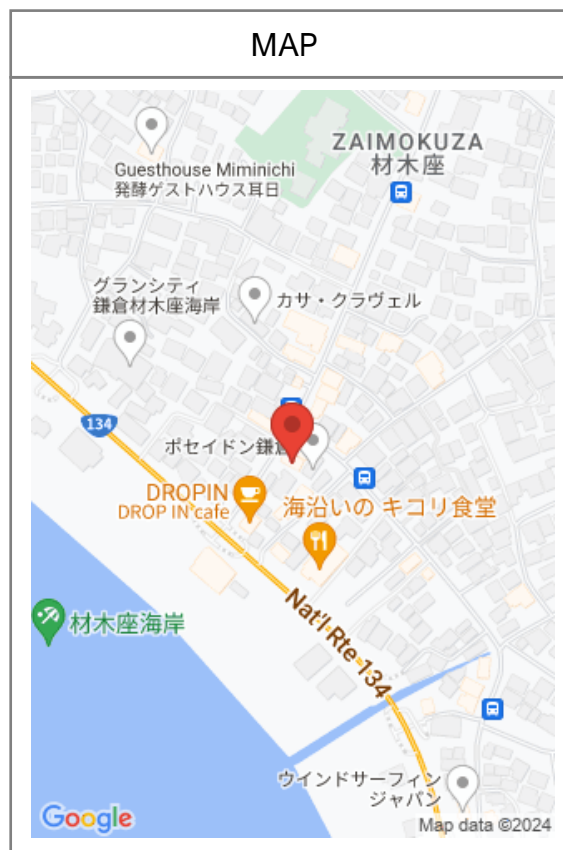 MAP
ZAIMOKUZA
材木座
Guesthouse Miminichi
発酵ゲストハウス耳日
グランシティ
鎌倉材木座海岸
カサ・クラヴェル
134
ポセイドン鎌倉
DROPIN
DROP IN cafe
海沿いの キコリ食堂
Nat'l Rte 134
材木座海岸
ウインドサーフィン
ジャパン
Google
Map data ©2024